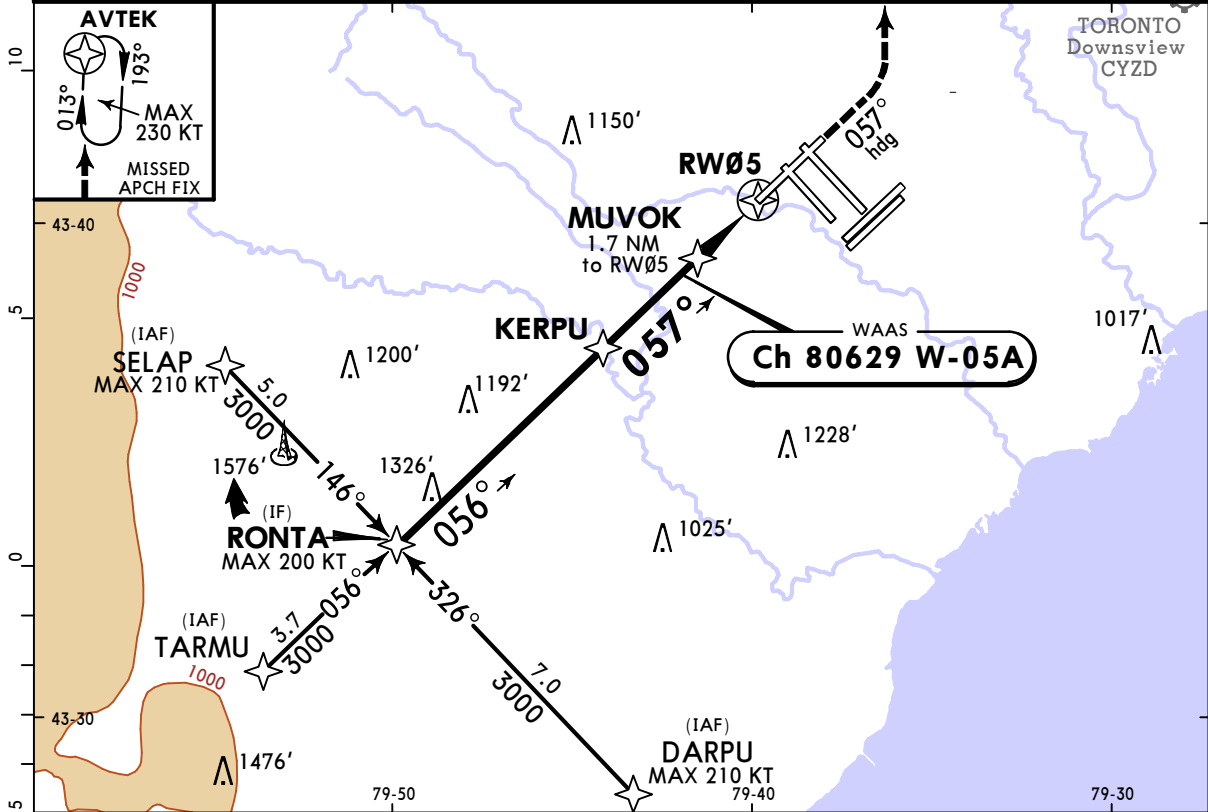 AVTEK
013°
193°
MAX
230 KT
MISSED
APCH FIX
TORONTO
Downsview
CYZD
10
1150'
057°
hdg
RWØ5
43-40
MUVOK
1.7 NM
to RWØ5
1000
5
(IAF)
SELAP
MAX 210 KT
KERPU
057°
WAAS
Ch 80629 W-05A
1017'
1200'
1192'
5.0
3000
1228'
1576'
146°
1326'
(IF)
RONTA
MAX 200 KT
056°
1025'
0
(IAF)
TARMU
3.7
3000
056°
326°
7.0
3000
1000
43-30
(IAF)
DARPU
MAX 210 KT
1476'
5
79-50
79-40
79-30